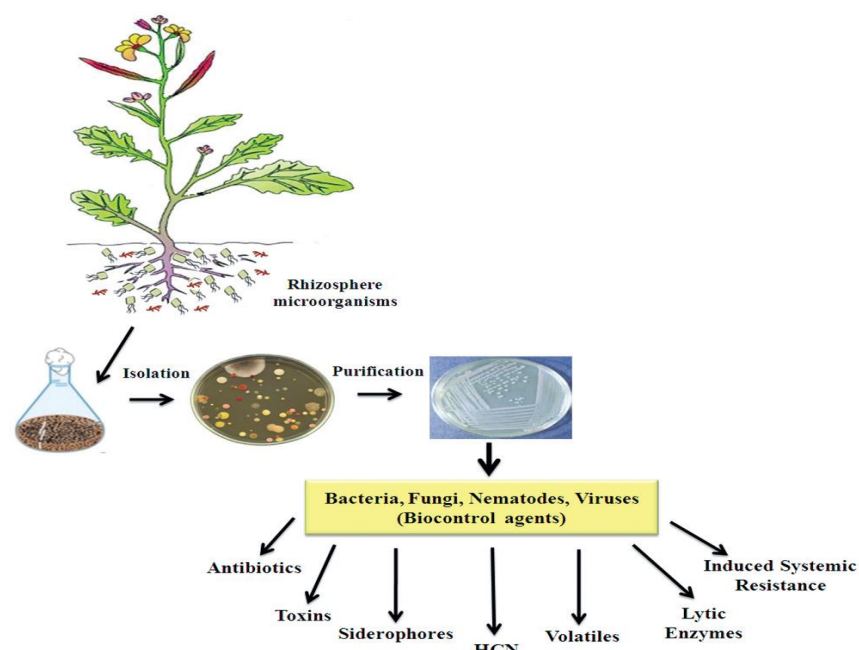 Rhizosphere
microorganisms
Isolation
Purification
Bacteria, Fungi, Nematodes, Viruses
(Biocontrol agents)
Antibiotics
Toxins
Siderophores
HCN
Volatiles
Lytic
Enzymes
Induced Systemic
Resistance